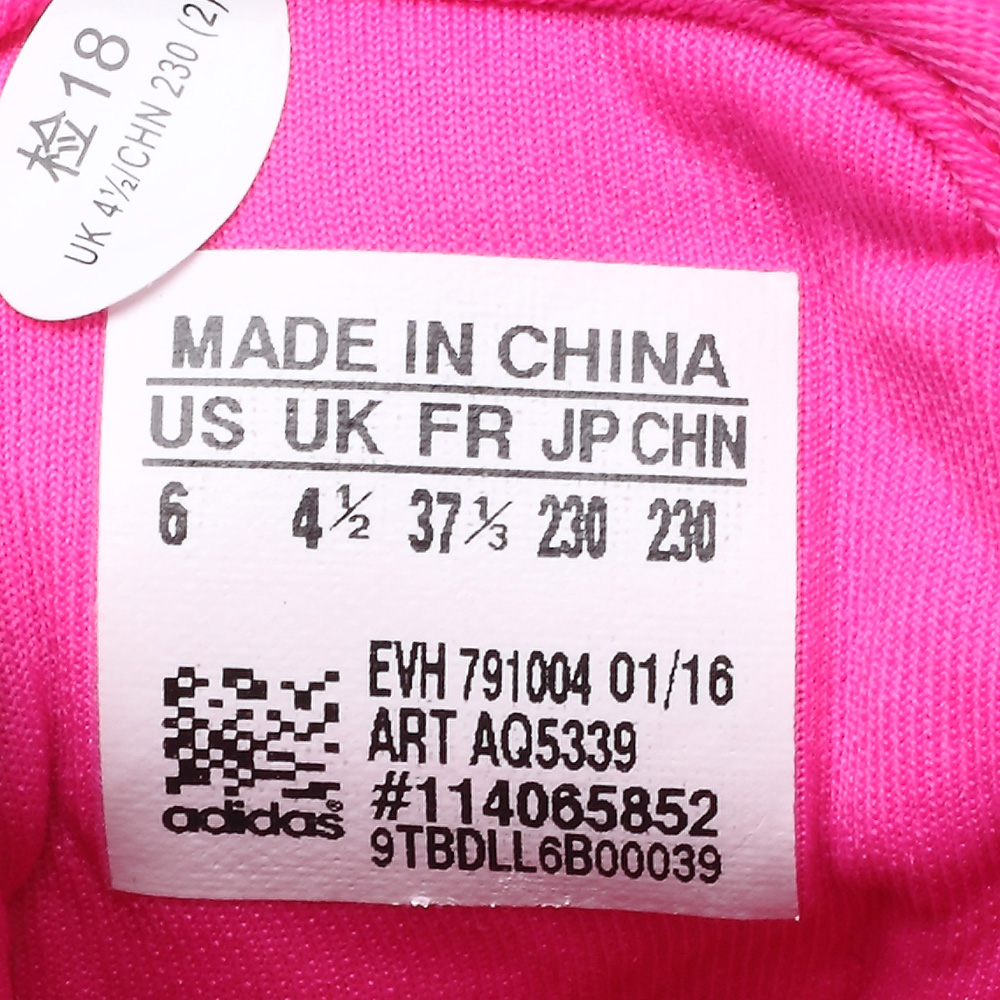 检18
UK 4½/CHN 230 (2)
MADE IN CHINA
US UK FR JP CHN
6 4½ 37⅓ 230 230
EVH 791004 01/16
ART AQ5339
#114065852
9TBDLL6B00039
adidas®